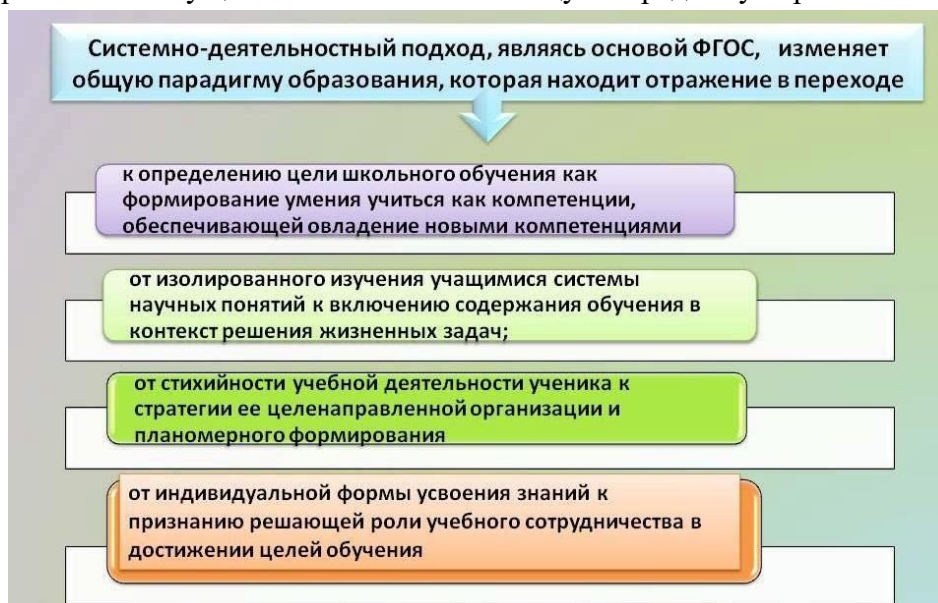 Системно-деятельностный подход, являясь основой ФГОС, изменяет
общую парадигму образования, которая находит отражение в переходе
к определению цели школьного обучения как
формирование умения учиться как компетенции,
обеспечивающей овладение новыми компетенциями
от изолированного изучения учащимися системы
научных понятий к включению содержания обучения в
контекст решения жизненных задач;
от стихийности учебной деятельности ученика к
стратегии ее целенаправленной организации и
планомерного формирования
от индивидуальной формы усвоения знаний к
признанию решающей роли учебного сотрудничества в
достижении целей обучения